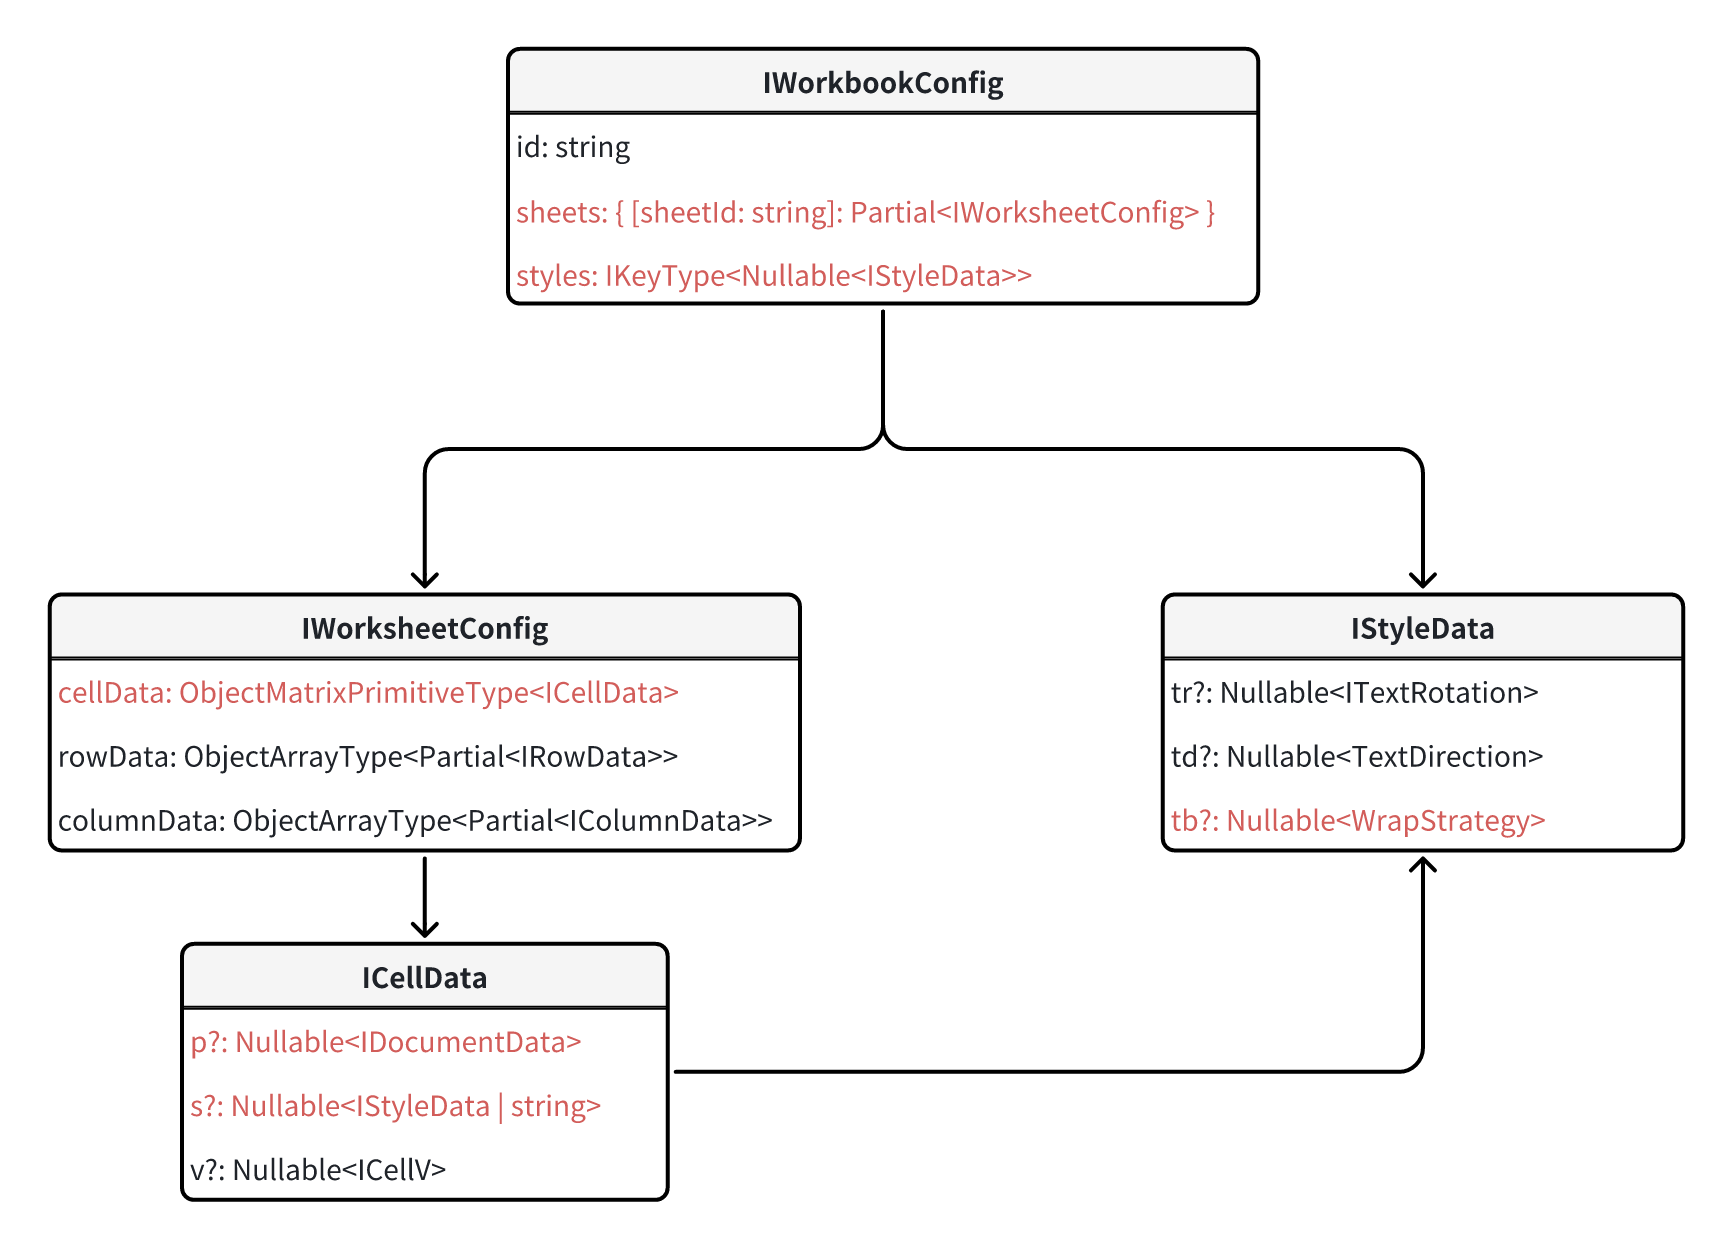 IWorkbookConfig
id: string
sheets: { [sheetId: string]: Partial<IWorksheetConfig> }
styles: IKeyType<Nullable<IStyleData>>
IWorksheetConfig
cellData: ObjectMatrixPrimitiveType<ICellData>
rowData: ObjectArrayType<Partial<IRowData>>
columnData: ObjectArrayType<Partial<IColumnData>>
IStyleData
tr?: Nullable<ITextRotation>
td?: Nullable<TextDirection>
tb?: Nullable<WrapStrategy>
ICellData
p?: Nullable<IDocumentData>
s?: Nullable<IStyleData | string>
v?: Nullable<ICellV>